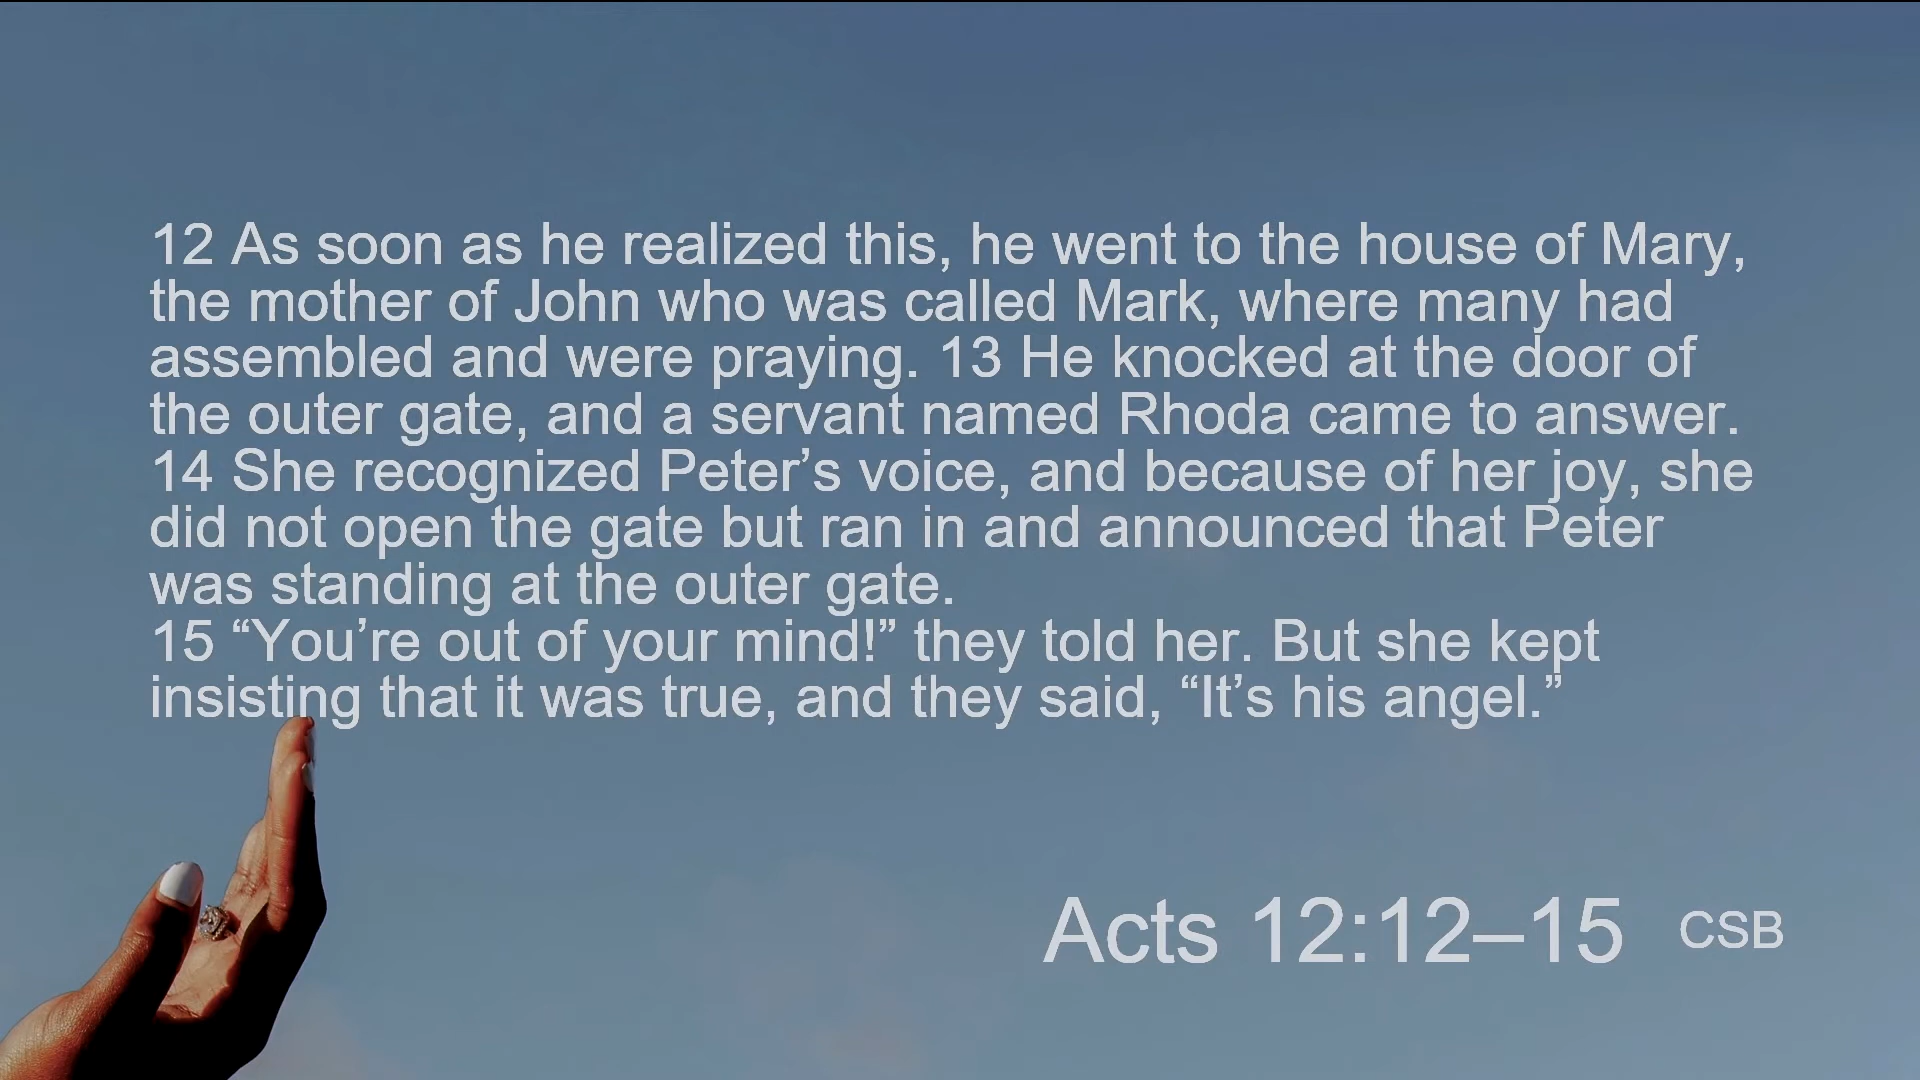 12 As soon as he realized this, he went to the house of Mary,
the mother of John who was called Mark, where many had
assembled and were praying. 13 He knocked at the door of
the outer gate, and a servant named Rhoda came to answer.
14 She recognized Peter’s voice, and because of her joy, she
did not open the gate but ran in and announced that Peter
was standing at the outer gate.
15 “You’re out of your mind!” they told her. But she kept
insisting that it was true, and they said, “It’s his angel.”
Acts 12:12–15 CSB